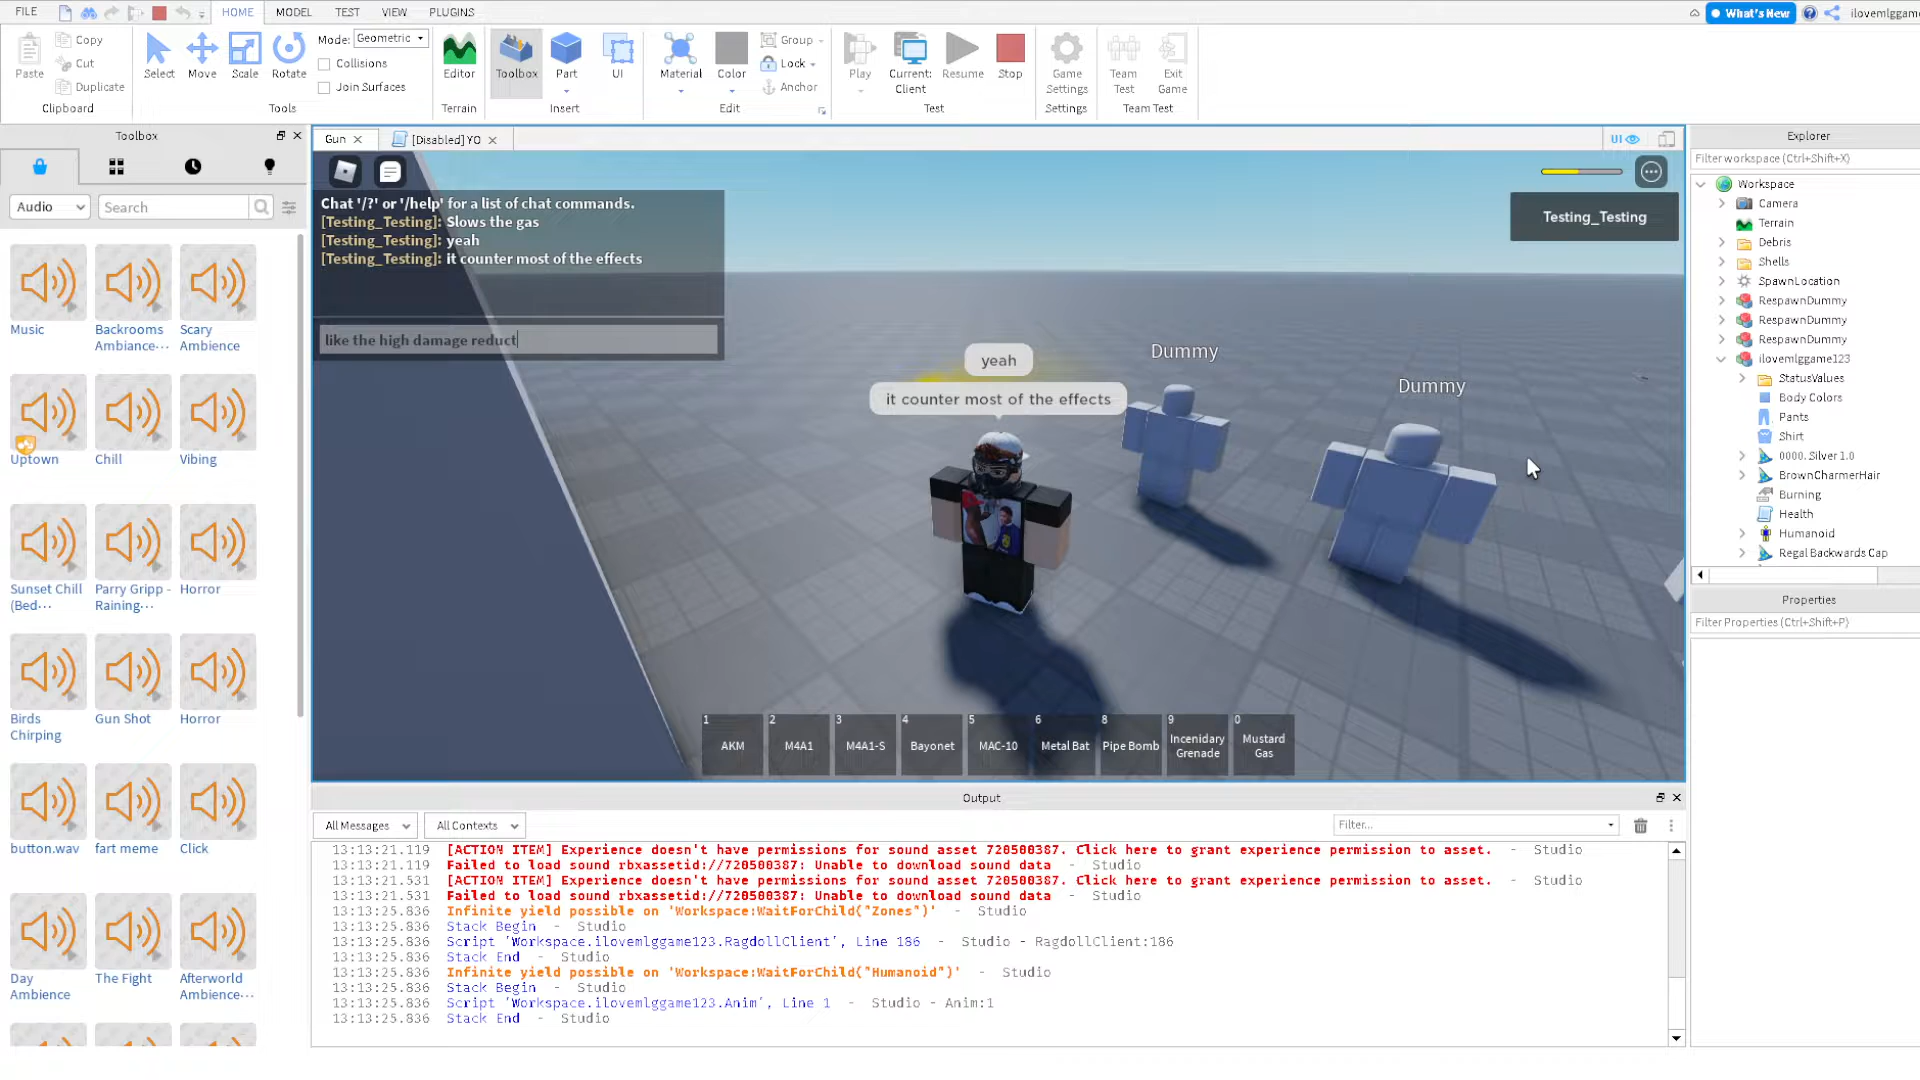 FILE
HOME
MODEL
TEST
VIEW
PLUGINS
What's New
ilovemlggame
Paste
Copy
Cut
Duplicate
Clipboard
Select
Move
Scale
Rotate
Mode: Geometric
Collisions
Join Surfaces
Tools
Editor
Terrain
Toolbox
Part
UI
Insert
Material
Color
Group
Lock
Anchor
Edit
Play
Current:
Client
Resume
Stop
Test
Game
Settings
Settings
Team
Test
Exit
Game
Team Test
Toolbox
Audio
Search
Music
Backrooms
Ambiance...
Scary
Ambience
Uptown
Chill
Vibing
Sunset Chill
(Bed...
Parry Gripp -
Raining...
Horror
Birds
Chirping
Gun Shot
Horror
button.wav
fart meme
Click
Day
Ambience
The Fight
Afterworld
Ambience...
Gun
[Disabled] YO
UI
Chat '/?' or '/help' for a list of chat commands.
[Testing_Testing]: Slows the gas
[Testing_Testing]: yeah
[Testing_Testing]: it counter most of the effects
like the high damage reduct
Testing_Testing
yeah
it counter most of the effects
Dummy
Dummy
1
AKM
2
M4A1
3
M4A1-S
4
Bayonet
5
MAC-10
6
Metal Bat
8
Pipe Bomb
9
Incendary
Grenade
0
Mustard
Gas
Explorer
Filter workspace (Ctrl+Shift+X)
Workspace
Camera
Terrain
Debris
Shells
SpawnLocation
RespawnDummy
RespawnDummy
RespawnDummy
ilovemlggame123
StatusValues
Body Colors
Pants
Shirt
0000. Silver 1.0
BrownCharmerHair
Burning
Health
Humanoid
Regal Backwards Cap
Properties
Filter Properties (Ctrl+Shift+P)
Output
All Messages
All Contexts
Filter...
13:13:21.119 [ACTION ITEM] Experience doesn't have permissions for sound asset 720500387. Click here to grant experience permission to asset. - Studio
13:13:21.119 Failed to load sound rbxassetid://720500387: Unable to download sound data - Studio
13:13:21.531 [ACTION ITEM] Experience doesn't have permissions for sound asset 720500387. Click here to grant experience permission to asset. - Studio
13:13:21.531 Failed to load sound rbxassetid://720500387: Unable to download sound data - Studio
13:13:25.836 Infinite yield possible on 'Workspace:WaitForChild("Zones")' - Studio
13:13:25.836 Stack Begin - Studio
13:13:25.836 Script 'Workspace.ilovemlggame123.RagdollClient', Line 186 - Studio - RagdollClient:186
13:13:25.836 Stack End - Studio
13:13:25.836 Infinite yield possible on 'Workspace:WaitForChild("Humanoid")' - Studio
13:13:25.836 Stack Begin - Studio
13:13:25.836 Script 'Workspace.ilovemlggame123.Anim', Line 1 - Studio - Anim:1
13:13:25.836 Stack End - Studio